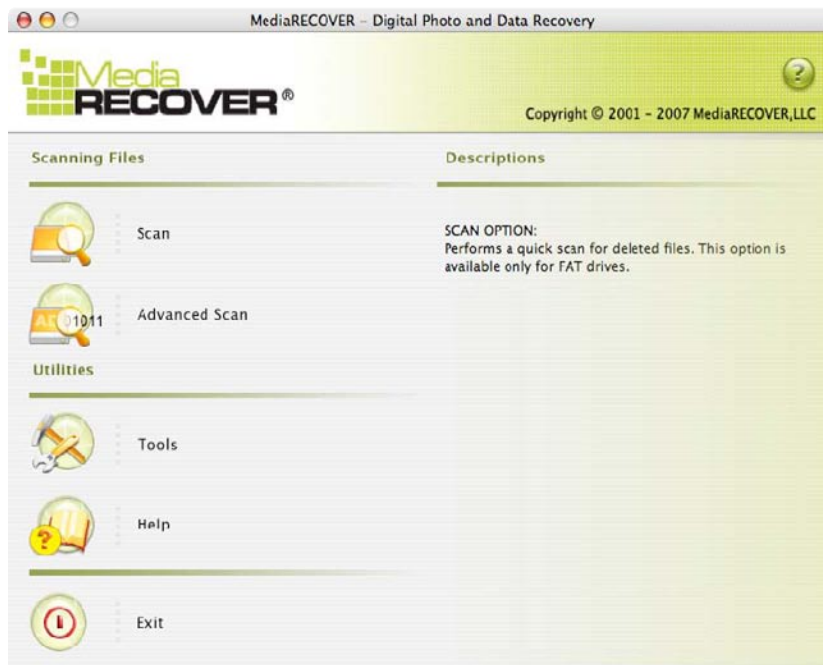 MediaRECOVER – Digital Photo and Data Recovery
Media
RECOVER®
?
Copyright © 2001 – 2007 MediaRECOVER,LLC
Scanning Files
Scan
AD 01011
Advanced Scan
Utilities
Tools
?
Help
Exit
Descriptions
SCAN OPTION:
Performs a quick scan for deleted files. This option is
available only for FAT drives.